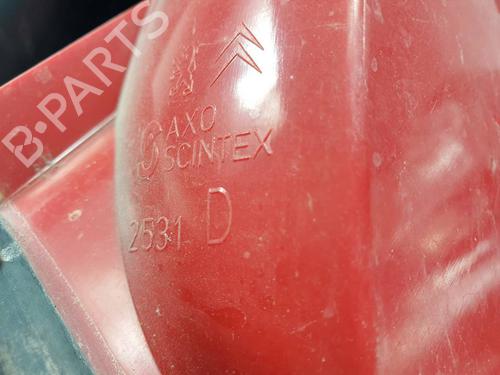 B-PARTS
AXO
SCINTEX
2531 D